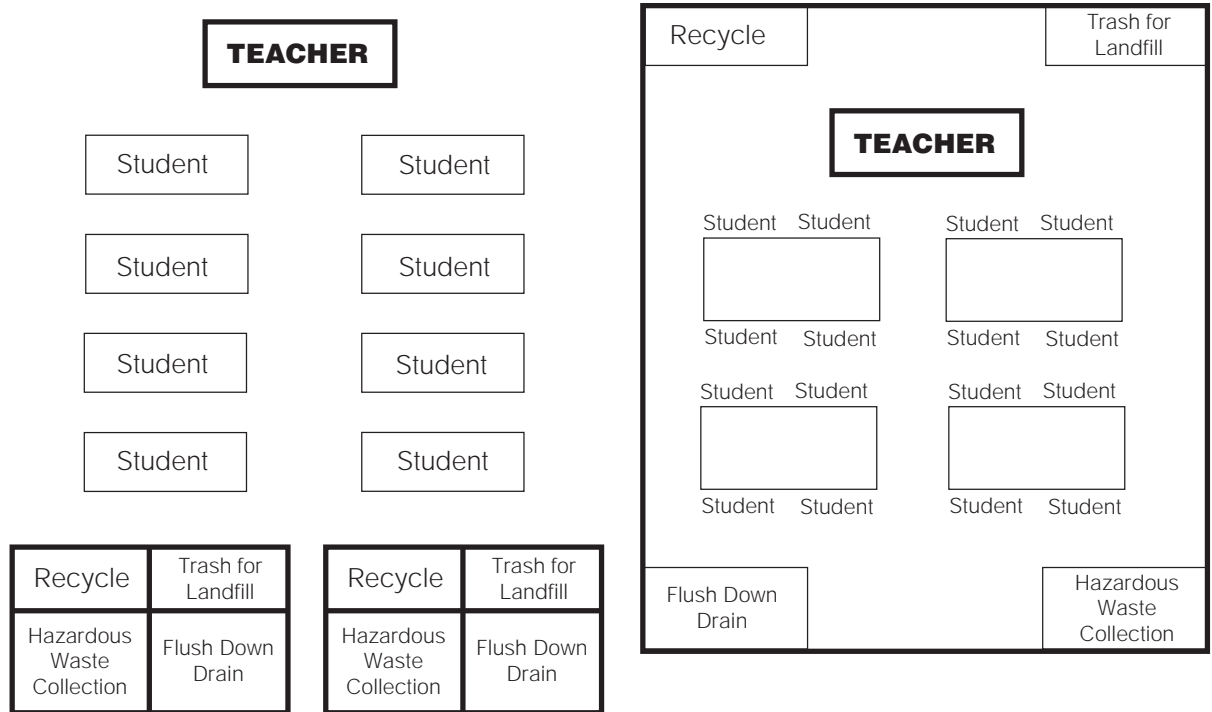 TEACHER
Student
Student
Student
Student
Student
Student
Student
Student
Recycle
Trash for
Landfill
Hazardous
Waste
Collection
Flush Down
Drain
Recycle
Trash for
Landfill
Hazardous
Waste
Collection
Flush Down
Drain
Recycle
Trash for
Landfill
TEACHER
Student Student
Student Student
Student Student
Student Student
Student Student
Student Student
Student Student
Student Student
Flush Down
Drain
Hazardous
Waste
Collection